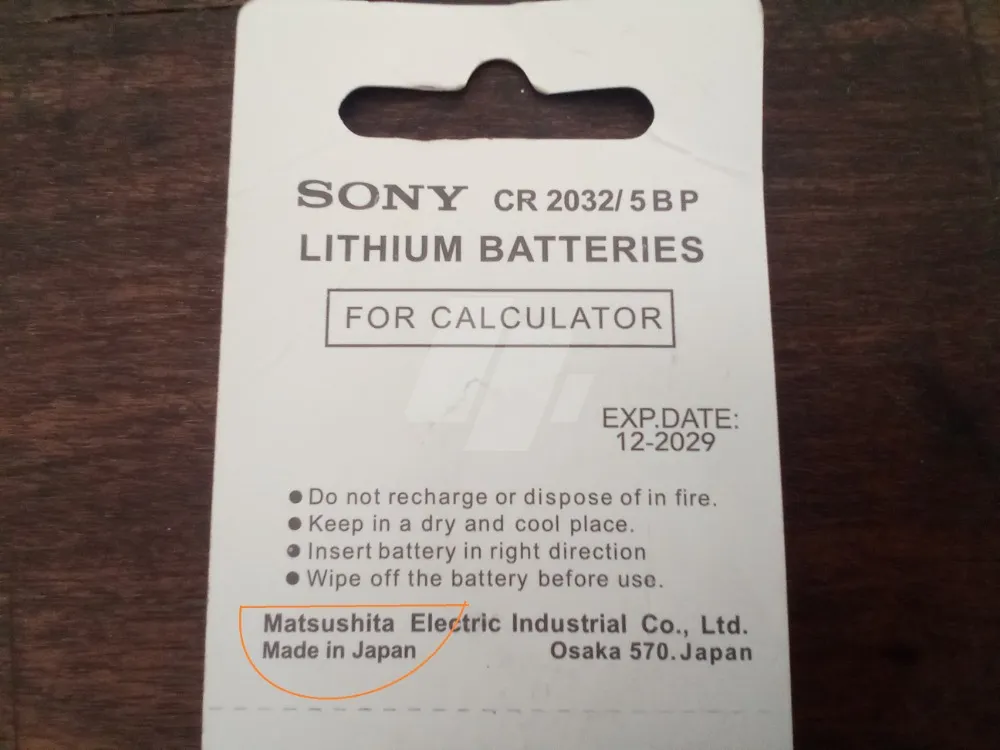 SONY CR 2032/ 5 B P
LITHIUM BATTERIES
FOR CALCULATOR
EXP.DATE:
12-2029
● Do not recharge or dispose of in fire.
● Keep in a dry and cool place.
● Insert battery in right direction
● Wipe off the battery before use.
Matsushita Electric Industrial Co., Ltd.
Made in Japan Osaka 570.Japan